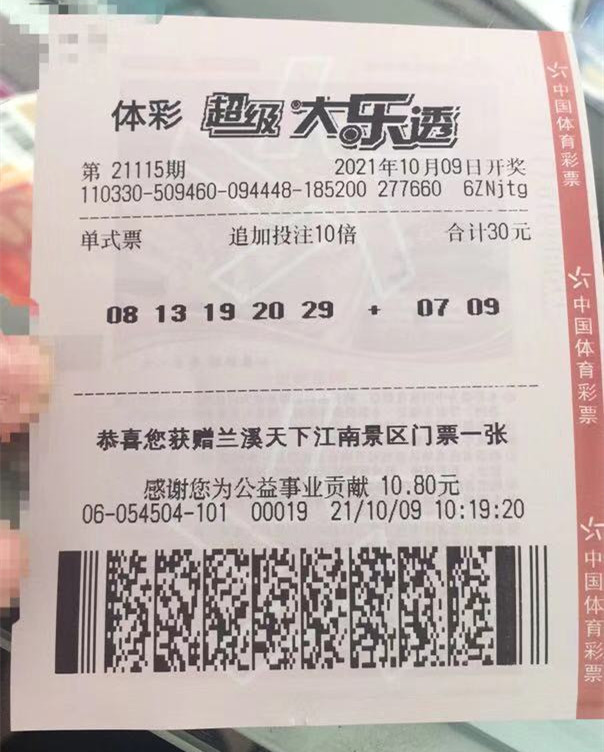 体彩 超级大乐透
第 21115期 2021年10月09日开奖
110330-509460-094448-185200 277660 6ZNjtg
单式票 追加投注10倍 合计30元
08 13 19 20 29 + 07 09
恭喜您获赠兰溪天下江南景区门票一张
感谢您为公益事业贡献 10.80元
06-054504-101 00019 21/10/09 10:19:20
中国体育彩票
中国体育彩票
中国体育彩票